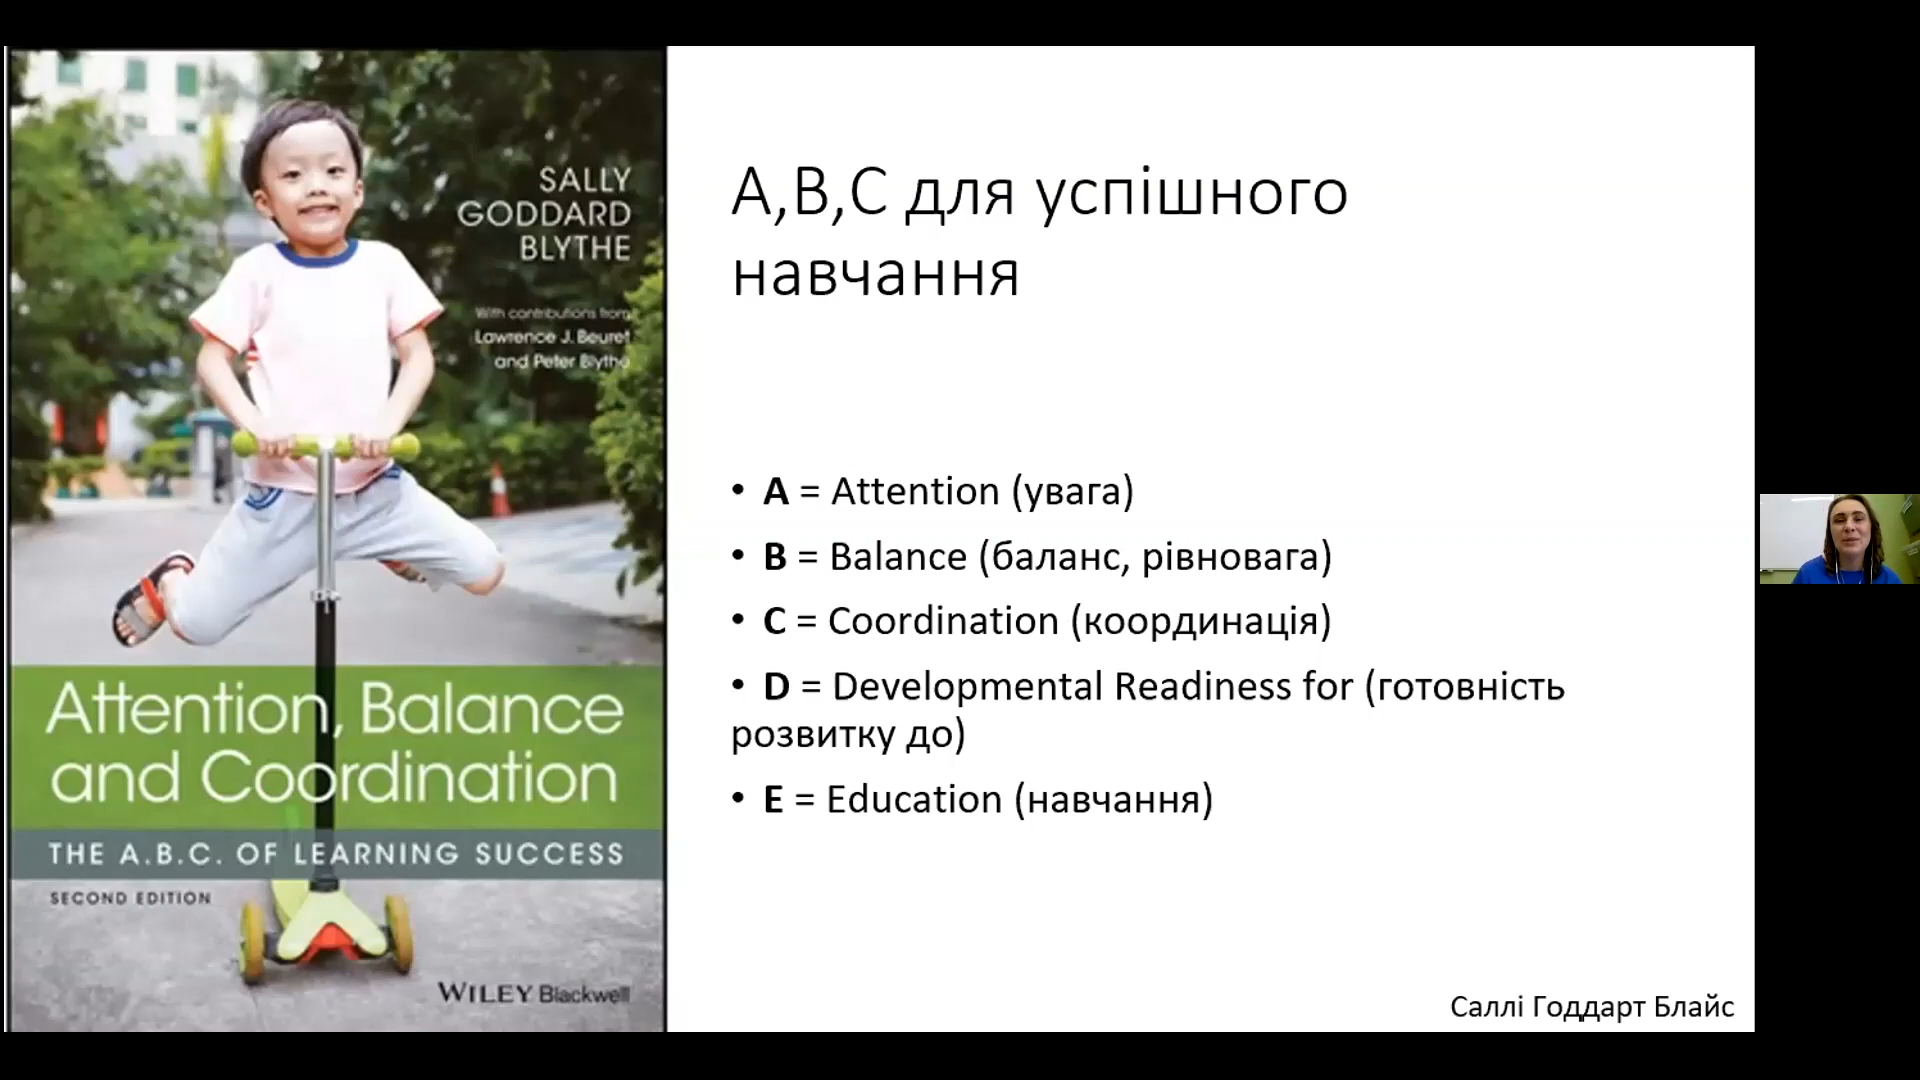 SALLY
GODDARD
BLYTHE
With contributions from
Lawrence J. Beuret
and Peter Blythe
Attention, Balance
and Coordination
THE A.B.C. OF LEARNING SUCCESS
SECOND EDITION
WILEY Blackwell
A,B,C для успішного
навчання
• A = Attention (увага)
• B = Balance (баланс, рівновага)
• C = Coordination (координація)
• D = Developmental Readiness for (готовність
розвитку до)
• E = Education (навчання)
Саллі Годдарт Блайс